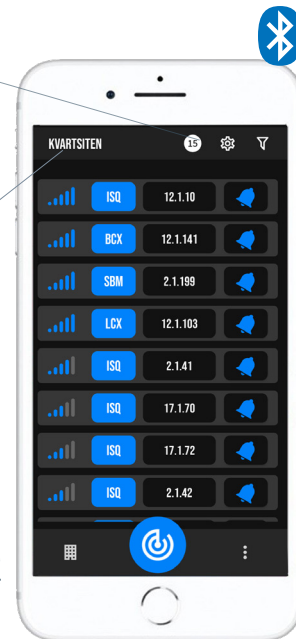 KVARTSITEN 15
ISQ 12.1.10
BCX 12.1.141
SBM 2.1.199
LCX 12.1.103
ISQ 2.1.41
ISQ 17.1.70
ISQ 17.1.72
ISQ 2.1.42